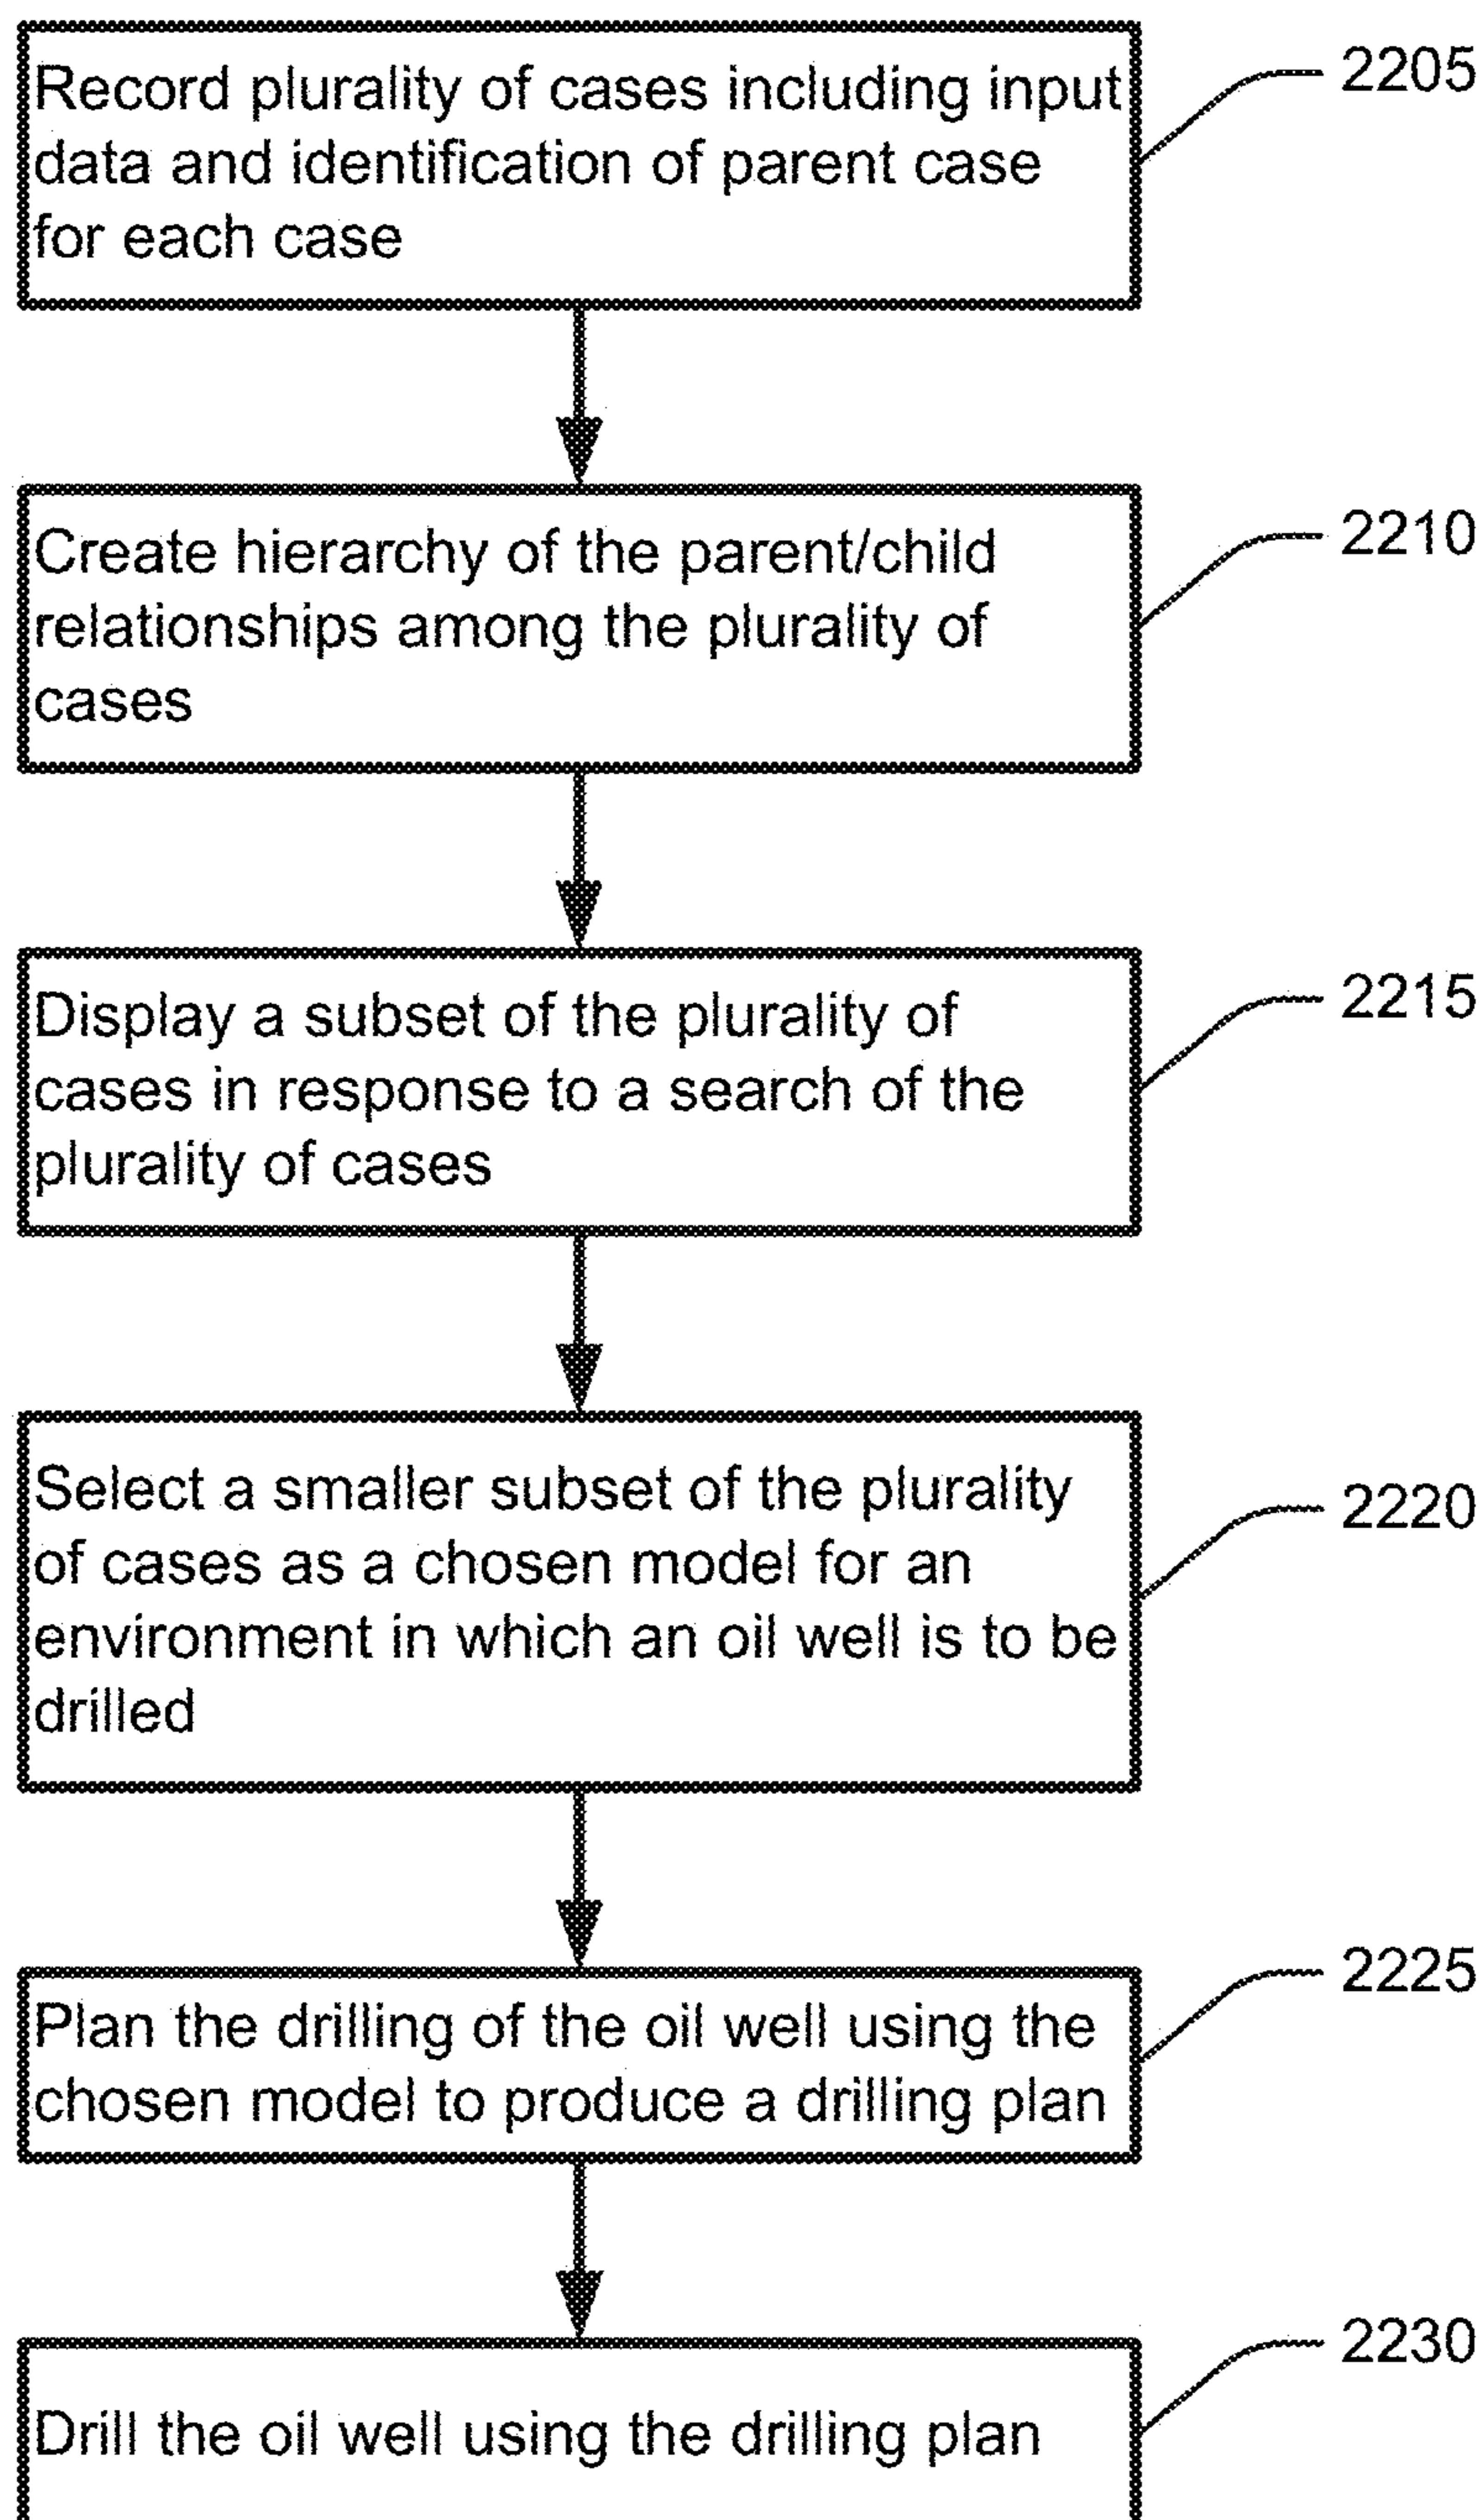 Record plurality of cases including input
data and identification of parent case
for each case
2205
Create hierarchy of the parent/child
relationships among the plurality of
cases
2210
Display a subset of the plurality of
cases in response to a search of the
plurality of cases
2215
Select a smaller subset of the plurality
of cases as a chosen model for an
environment in which an oil well is to be
drilled
2220
Plan the drilling of the oil well using the
chosen model to produce a drilling plan
2225
Drill the oil well using the drilling plan
2230